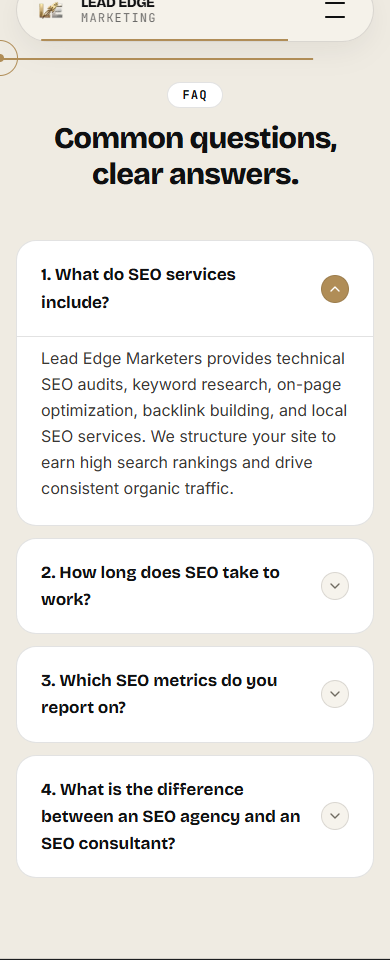 LEAD EDGE
MARKETING
FAQ
Common questions,
clear answers.
1. What do SEO services
include?
Lead Edge Marketers provides technical
SEO audits, keyword research, on-page
optimization, backlink building, and local
SEO services. We structure your site to
earn high search rankings and drive
consistent organic traffic.
2. How long does SEO take to
work?
3. Which SEO metrics do you
report on?
4. What is the difference
between an SEO agency and an
SEO consultant?